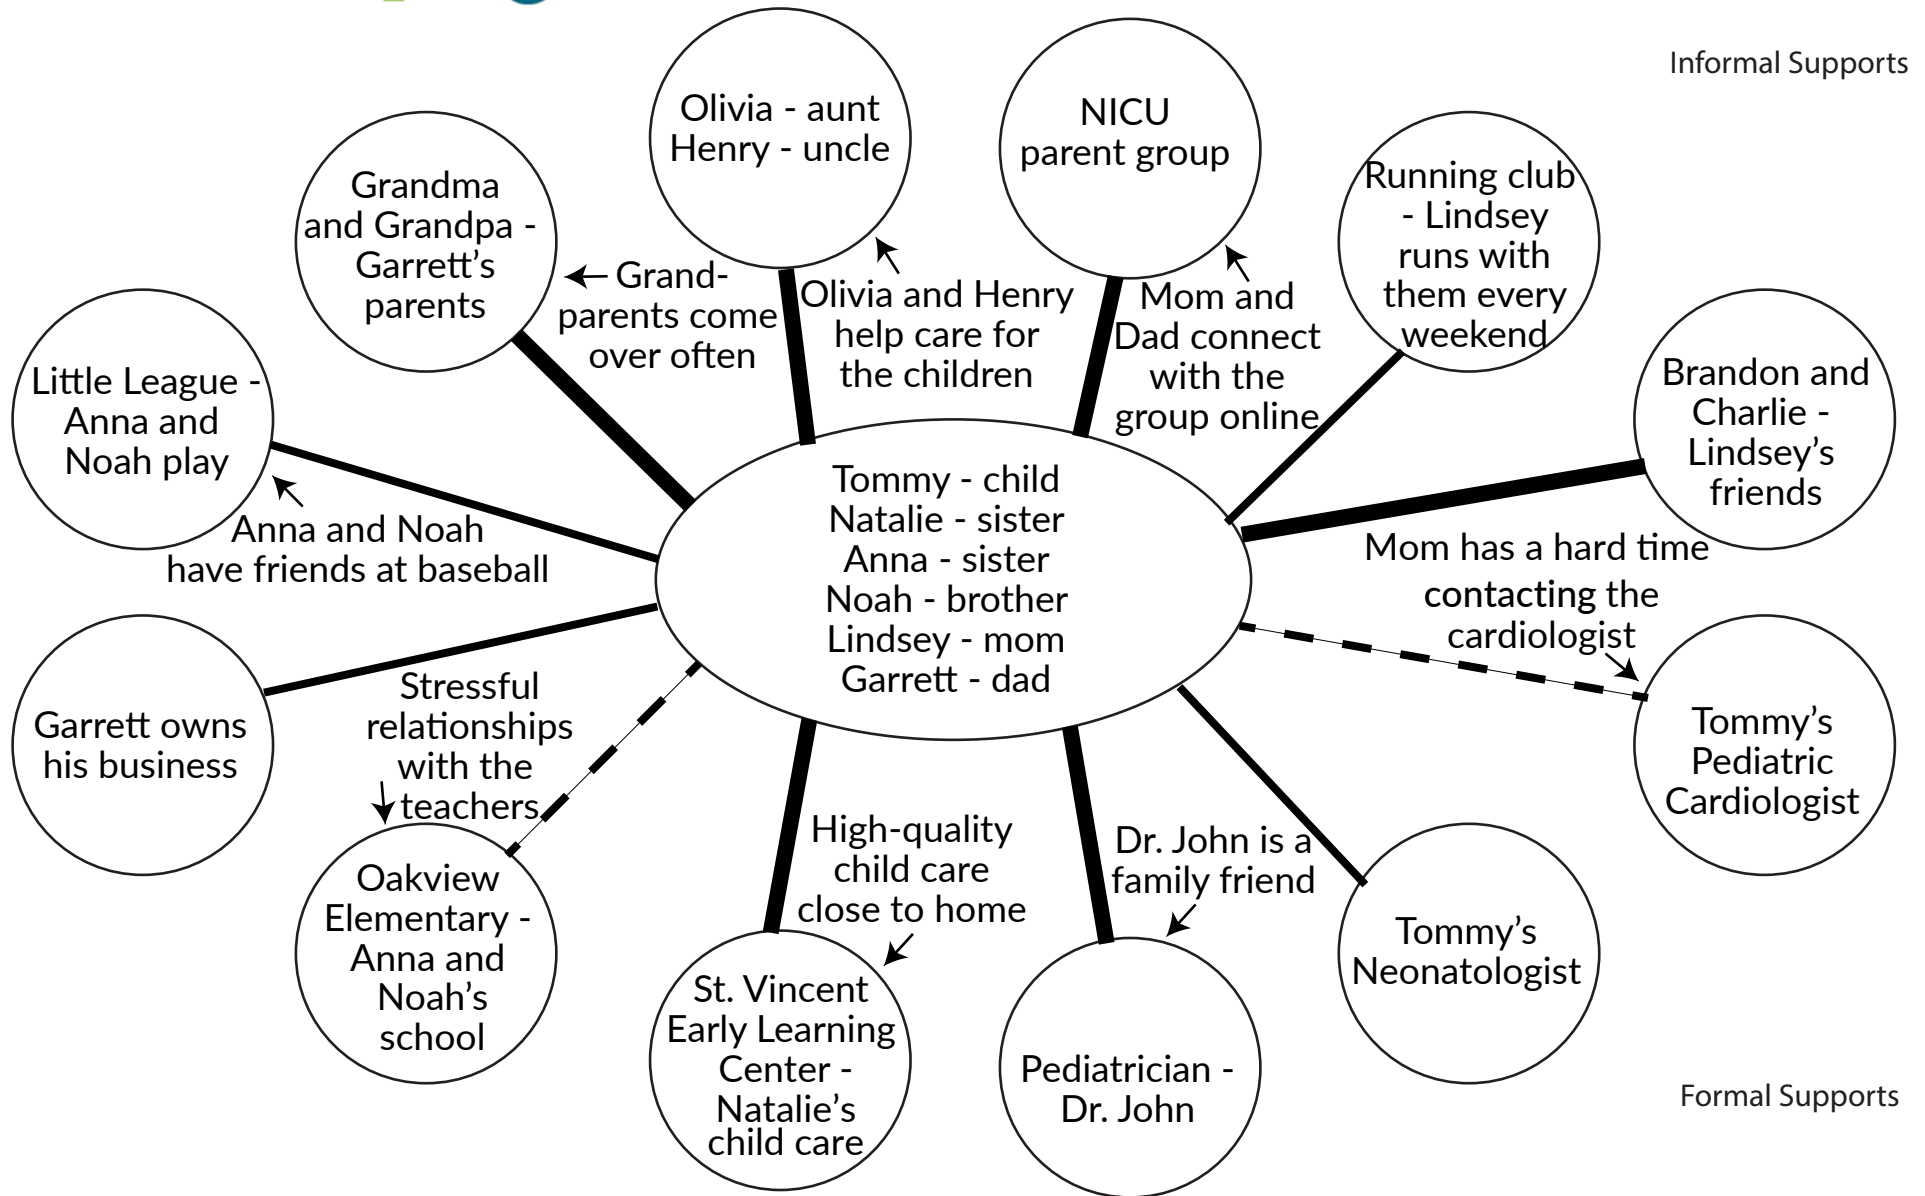 Informal Supports
Olivia - aunt
Henry - uncle
NICU
parent group
Grandma
and Grandpa -
Garrett’s
parents
Running club
- Lindsey
runs with
them every
weekend
Grand-
parents come
over often
Olivia and Henry
help care for
the children
Mom and
Dad connect
with the
group online
Little League -
Anna and
Noah play
Brandon and
Charlie -
Lindsey’s
friends
Anna and Noah
have friends at baseball
Tommy - child
Natalie - sister
Anna - sister
Noah - brother
Lindsey - mom
Garrett - dad
Mom has a hard time
contacting the
cardiologist
Garrett owns
his business
Stressful
relationships
with the
teachers
Tommy’s
Pediatric
Cardiologist
High-quality
child care
close to home
Dr. John is a
family friend
Oakview
Elementary -
Anna and
Noah’s
school
St. Vincent
Early Learning
Center -
Natalie’s
child care
Pediatrician -
Dr. John
Tommy’s
Neonatologist
Formal Supports